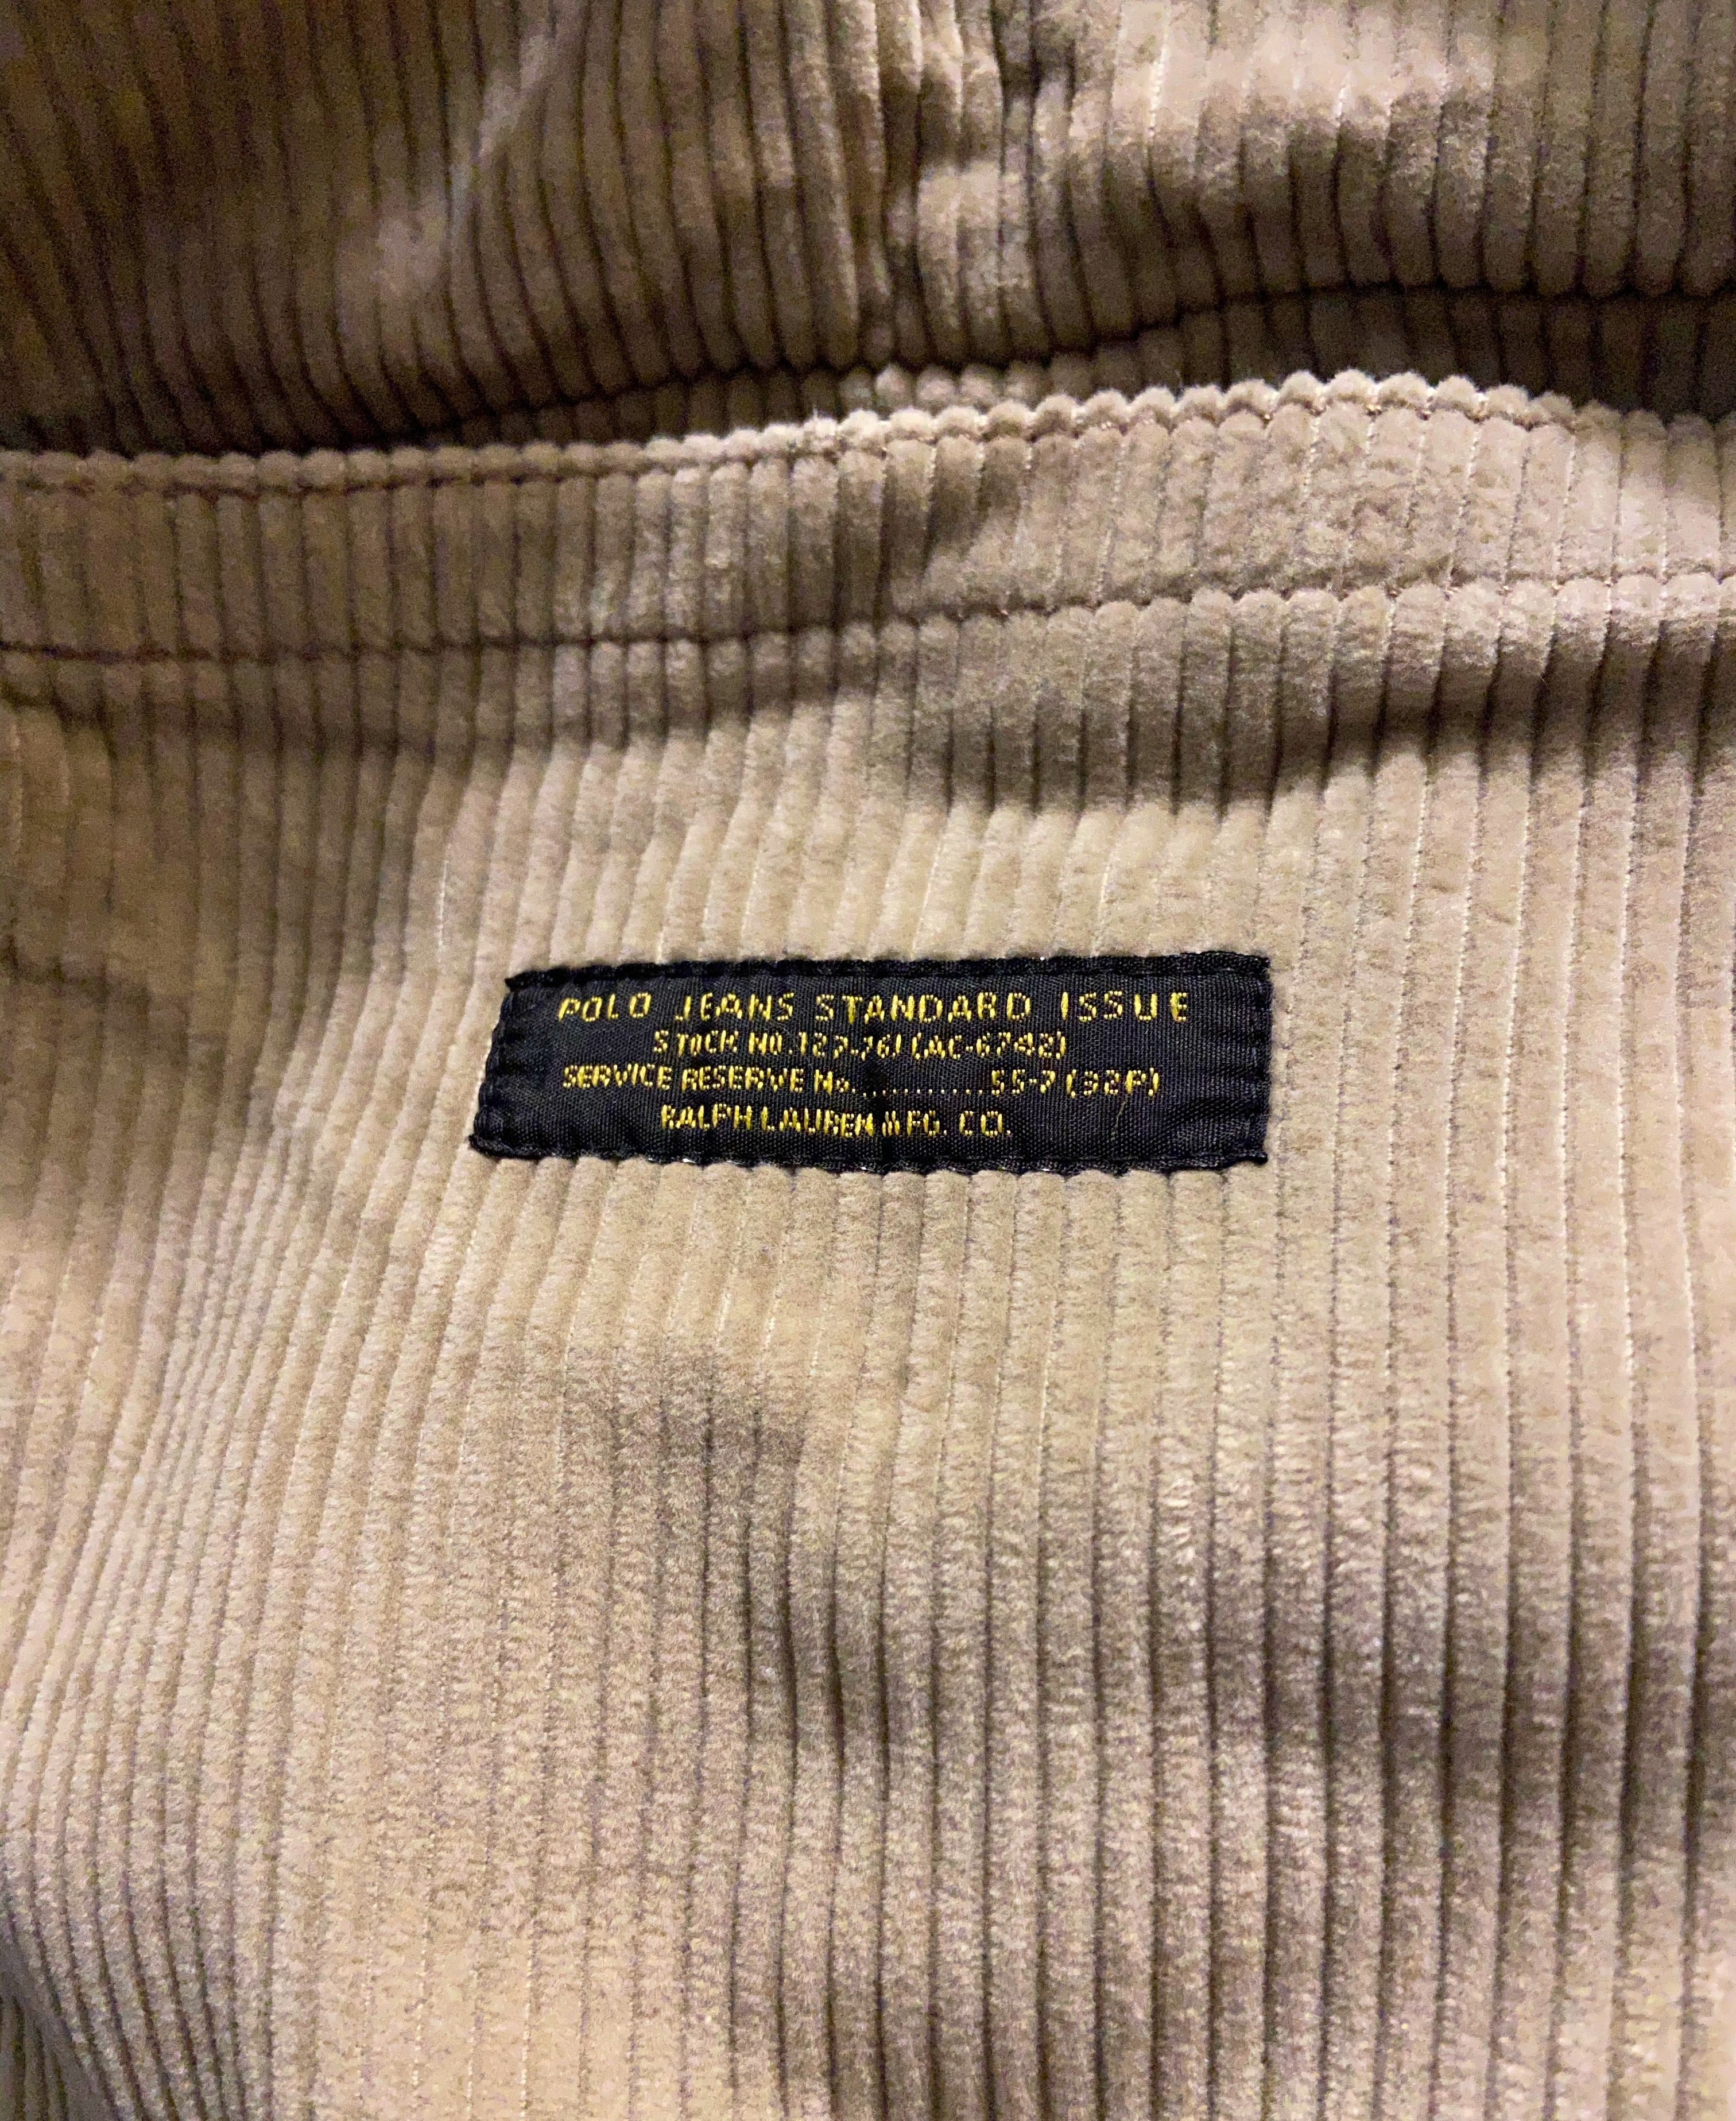 POLO JEANS STANDARD ISSUE
STOCK NO.127-761 (AC-6742)
SERVICE RESERVE No.............55-7 (32P)
RALPH LAUREN MFG. CO.